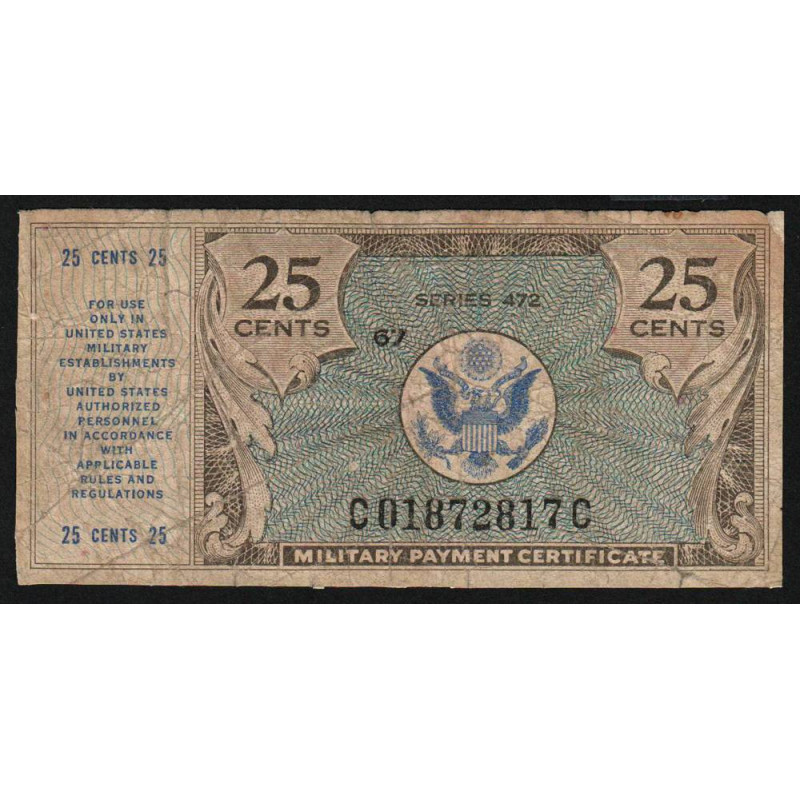 25 CENTS 25
FOR USE
ONLY IN
UNITED STATES
MILITARY
ESTABLISHMENTS
BY
UNITED STATES
AUTHORIZED
PERSONNEL
IN ACCORDANCE
WITH
APPLICABLE
RULES AND
REGULATIONS
25 CENTS 25
25
CENTS
SERIES 472
67
25
CENTS
C01872817C
MILITARY PAYMENT CERTIFICATE